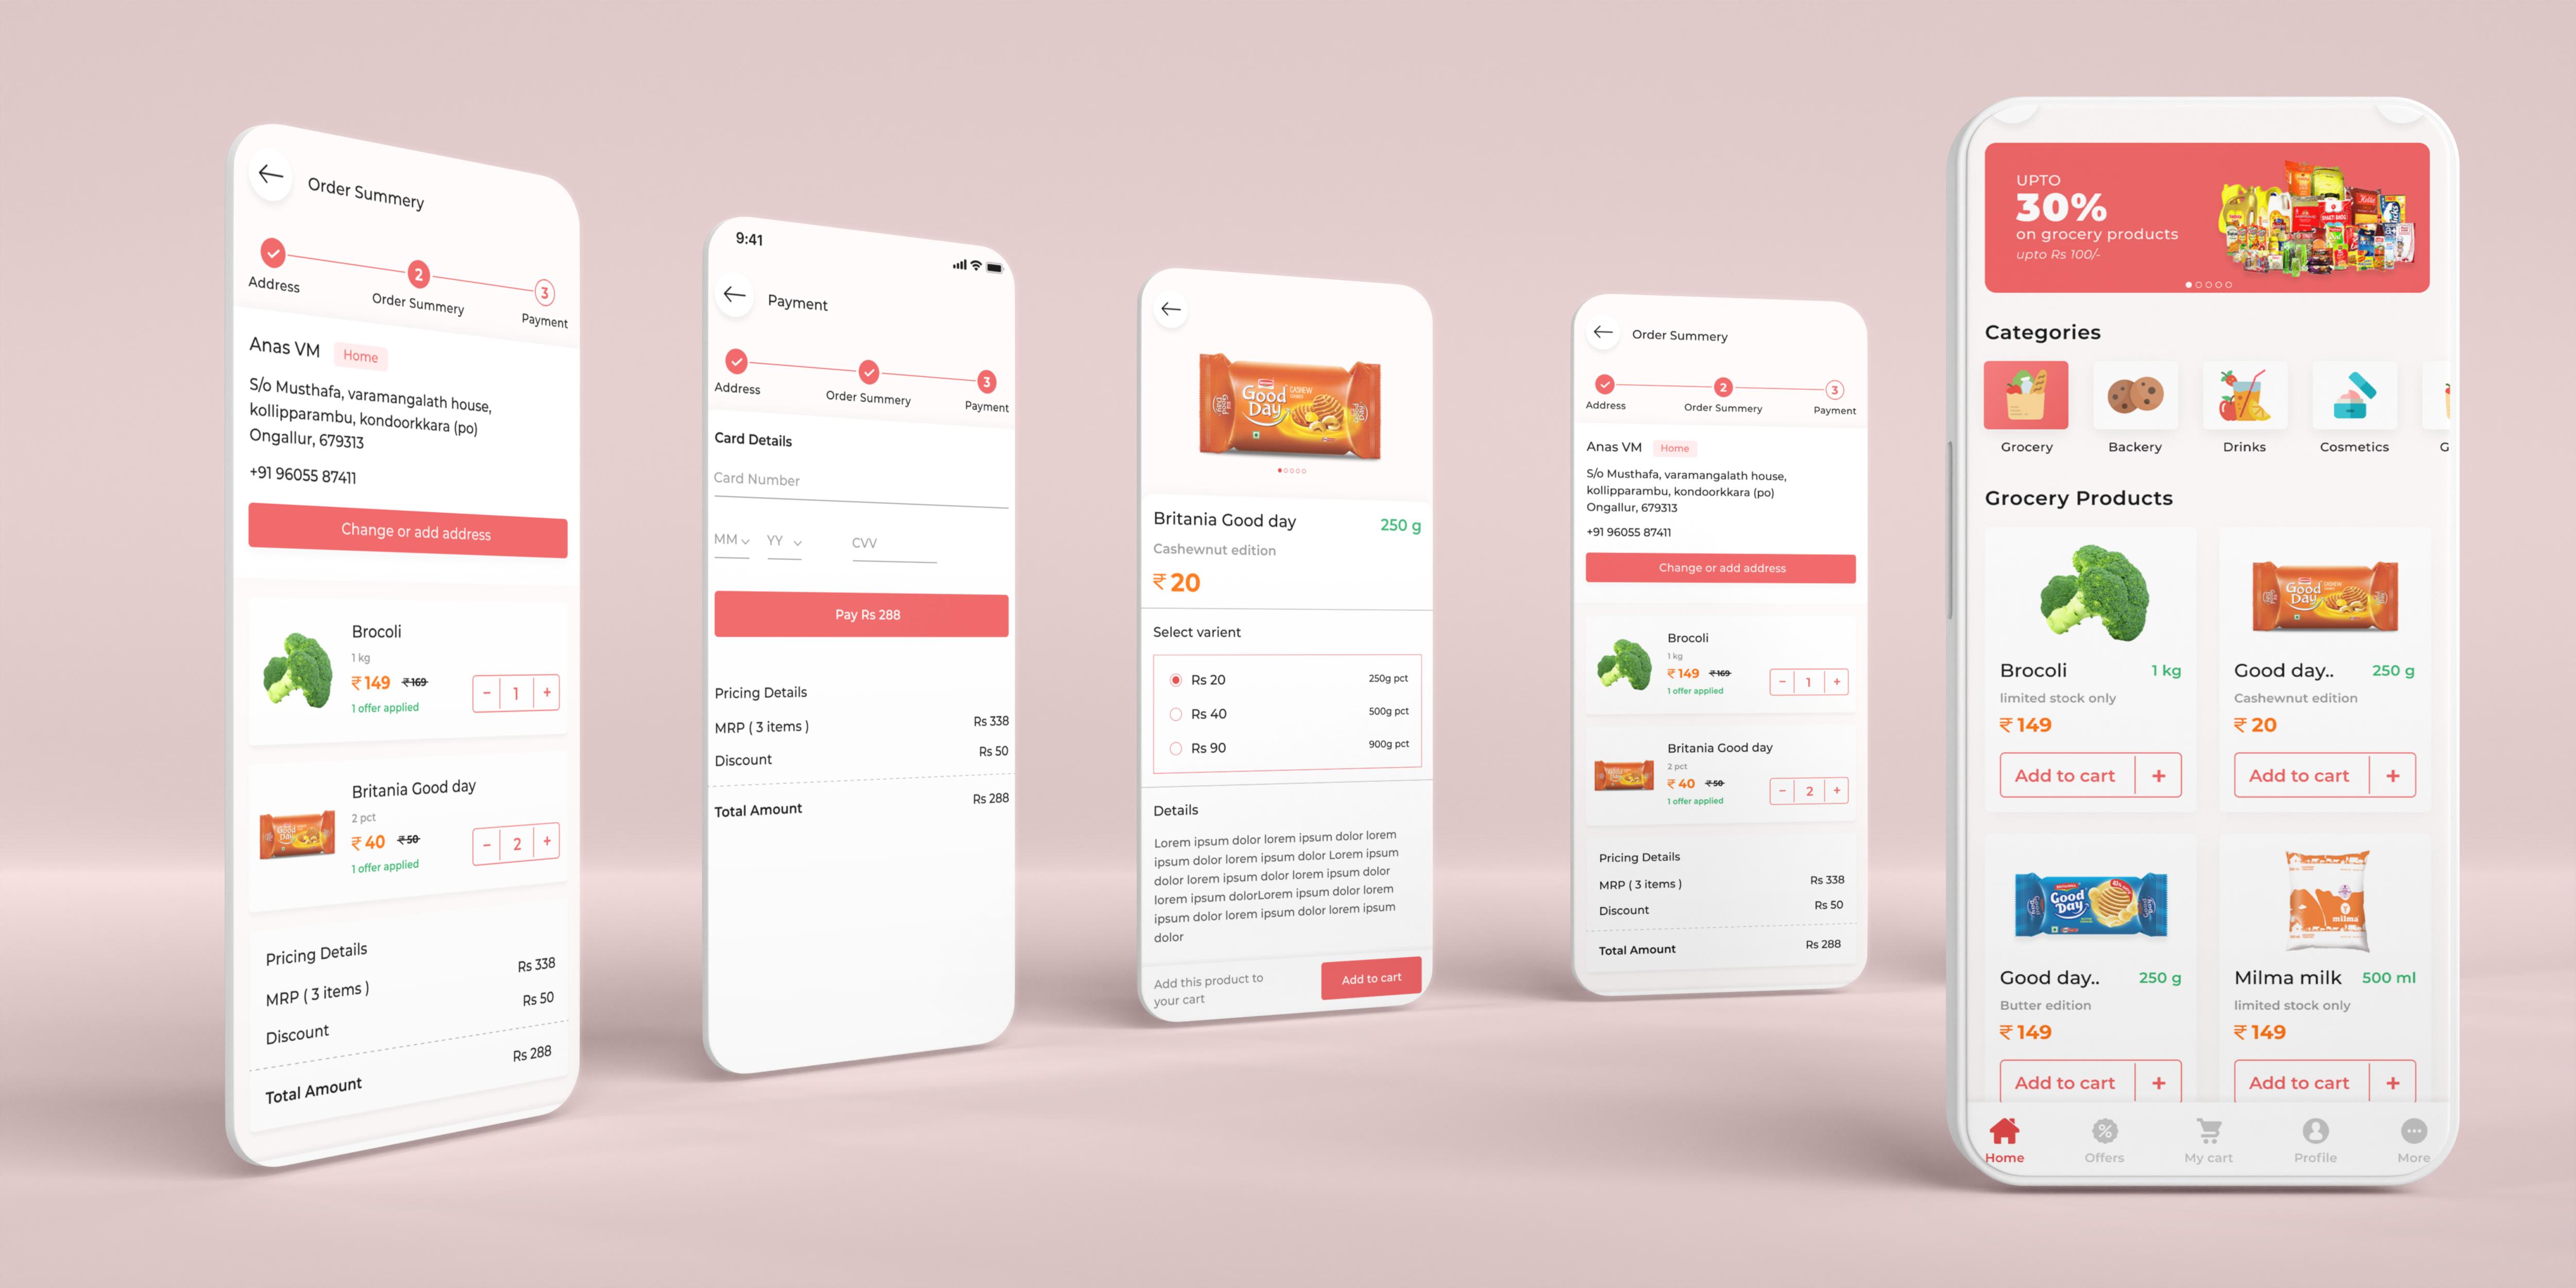 Order Summery
2
3
Address
Order Summery
Payment
Anas VM
Home
S/o Musthafa, varamangalath house,
kollipparambu, kondoorkkara (po)
Ongallur, 679313
+91 96055 87411
Change or add address
Brocoli
1 kg
₹ 149 ₹ 169
1 offer applied
- 1 +
Britania Good day
2 pct
₹ 40 ₹ 50
1 offer applied
- 2 +
Pricing Details
MRP ( 3 items ) Rs 338
Discount Rs 50
Total Amount Rs 288
9:41
Payment
3
Address
Order Summery
Payment
Card Details
Card Number
MM YY CVV
Pay Rs 288
Pricing Details
MRP ( 3 items ) Rs 338
Discount Rs 50
Total Amount Rs 288
Good Day
CASHEW
Britania Good day 250 g
Cashewnut edition
₹ 20
Select varient
Rs 20 250g pct
Rs 40 500g pct
Rs 90 900g pct
Details
Lorem ipsum dolor lorem ipsum dolor lorem
ipsum dolor lorem ipsum dolor Lorem ipsum
dolor lorem ipsum dolor lorem ipsum dolor
lorem ipsum dolorLorem ipsum dolor lorem
ipsum dolor lorem ipsum dolor lorem ipsum
dolor
Add this product to
your cart
Add to cart
Order Summery
2
3
Address
Order Summery
Payment
Anas VM
Home
S/o Musthafa, varamangalath house,
kollipparambu, kondoorkkara (po)
Ongallur, 679313
+91 96055 87411
Change or add address
Brocoli
1 kg
₹ 149 ₹ 169
1 offer applied
- 1 +
Britania Good day
2 pct
₹ 40 ₹ 50
1 offer applied
- 2 +
Pricing Details
MRP ( 3 items ) Rs 338
Discount Rs 50
Total Amount Rs 288
UPTO
30%
on grocery products
upto Rs 100/-
Categories
Grocery
Backery
Drinks
Cosmetics
G
Grocery Products
Good Day
Brocoli 1 kg
limited stock only
₹ 149
Add to cart +
Good day.. 250 g
Cashewnut edition
₹ 20
Add to cart +
Good Day
milma
Good day.. 250 g
Butter edition
₹ 149
Add to cart +
Milma milk 500 ml
limited stock only
₹ 149
Add to cart +
Home
Offers
My cart
Profile
More